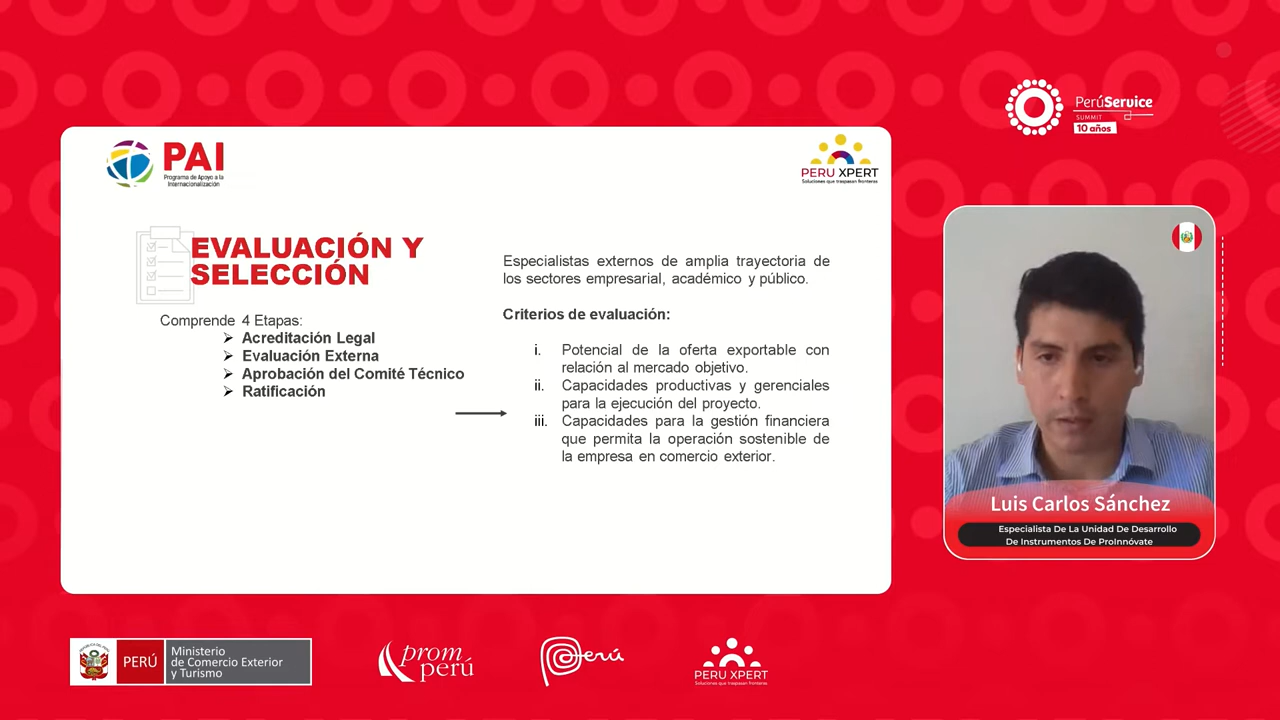 PAI
Programa de Apoyo a la
Internacionalización
PERU XPERT
Soluciones que traspasan fronteras
EVALUACIÓN Y
SELECCIÓN
Comprende 4 Etapas:
➢ Acreditación Legal
➢ Evaluación Externa
➢ Aprobación del Comité Técnico
➢ Ratificación
Especialistas externos de amplia trayectoria de
los sectores empresarial, académico y público.
Criterios de evaluación:
i. Potencial de la oferta exportable con
relación al mercado objetivo.
ii. Capacidades productivas y gerenciales
para la ejecución del proyecto.
iii. Capacidades para la gestión financiera
que permita la operación sostenible de
la empresa en comercio exterior.
PerúService
SUMMIT
10 años
Luis Carlos Sánchez
Especialista De La Unidad De Desarrollo
De Instrumentos De ProInnóvate
PERÚ
Ministerio
de Comercio Exterior
y Turismo
prom
perú
Perú
PERU XPERT
Soluciones que traspasan fronteras